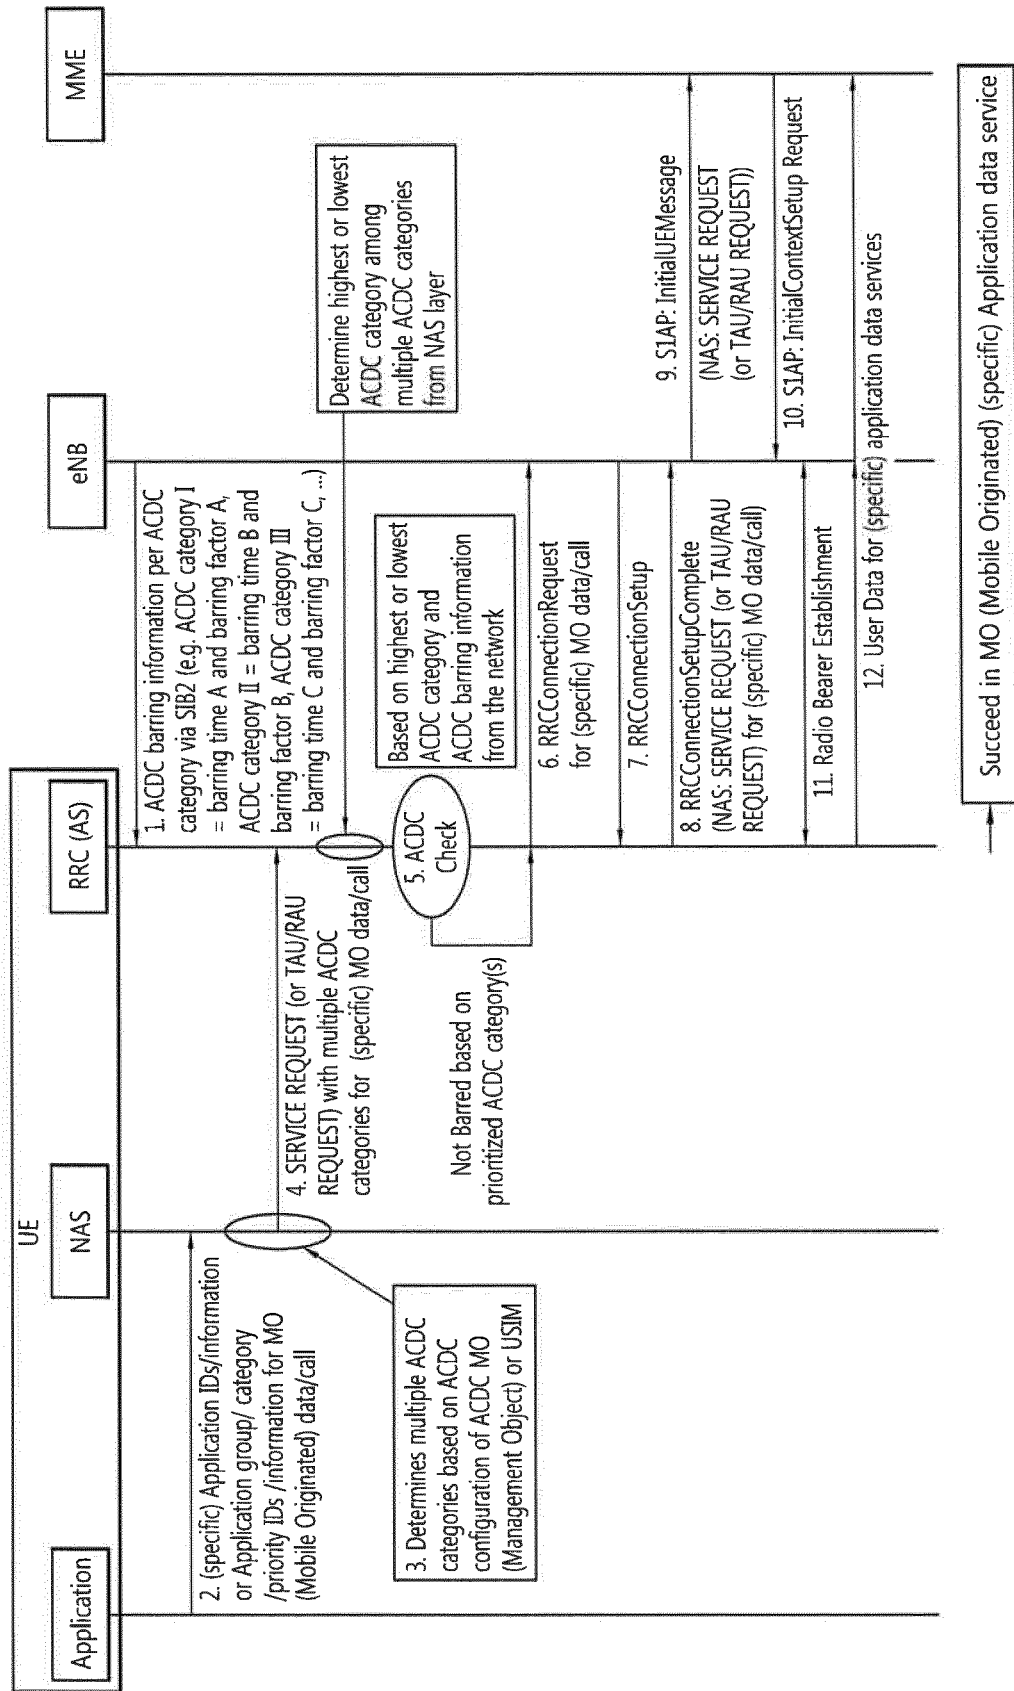 UE
Application
NAS
RRC (AS)
eNB
MME
1. ACDC barring information per ACDC
category via SIB2 (e.g. ACDC category I
= barring time A and barring factor A,
ACDC category II = barring time B and
barring factor B, ACDC category III
= barring time C and barring factor C, ...)
2. (specific) Application IDs/information
or Application group/ category
/priority IDs /information for MO
(Mobile Originated) data/call
3. Determines multiple ACDC
categories based on ACDC
configuration of ACDC MO
(Management Object) or USIM
4. SERVICE REQUEST (or TAU/RAU
REQUEST) with multiple ACDC
categories for (specific) MO data/call
Determine highest or lowest
ACDC category among
multiple ACDC categories
from NAS layer
5. ACDC
Check
Based on highest or lowest
ACDC category and
ACDC barring information
from the network
Not Barred based on
prioritized ACDC category(s)
6. RRCConnectionRequest
for (specific) MO data/call
7. RRCConnectionSetup
8. RRCConnectionSetupComplete
(NAS: SERVICE REQUEST (or TAU/RAU
REQUEST) for (specific) MO data/call)
9. S1AP: InitialUEMessage
(NAS: SERVICE REQUEST
(or TAU/RAU REQUEST))
10. S1AP: InitialContextSetup Request
11. Radio Bearer Establishment
12. User Data for (specific) application data services
Succeed in MO (Mobile Originated) (specific) Application data service